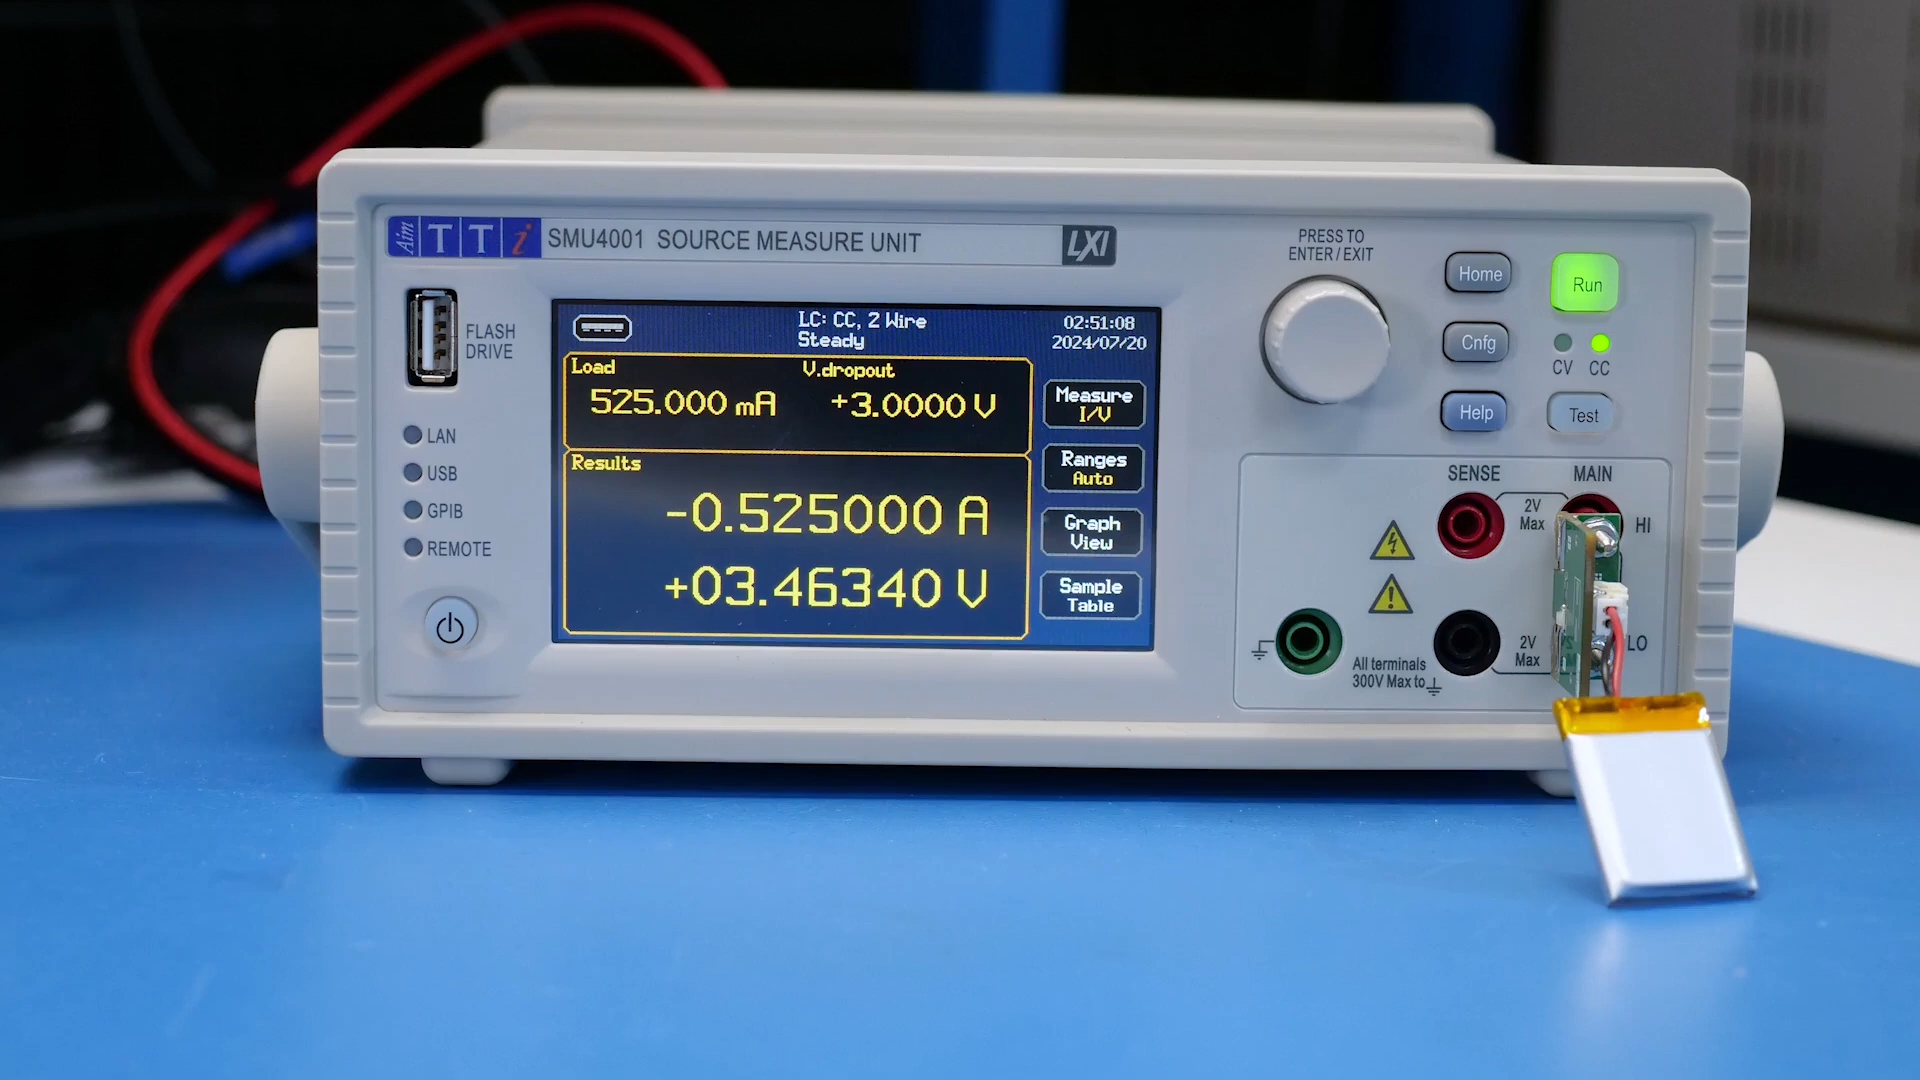 Aim TTi SMU4001 SOURCE MEASURE UNIT LXI
FLASH
DRIVE
LAN
USB
GPIB
REMOTE
LC: CC, 2 Wire
Steady
02:51:08
2024/07/20
Load
V.dropout
525.000 mA
+3.0000 V
Results
-0.525000 A
+03.46340 V
Measure
I/V
Ranges
Auto
Graph
View
Sample
Table
PRESS TO
ENTER / EXIT
Home
Run
Cnfg
CV CC
Help
Test
SENSE
MAIN
2V
Max
HI
2V
Max
LO
All terminals
300V Max to